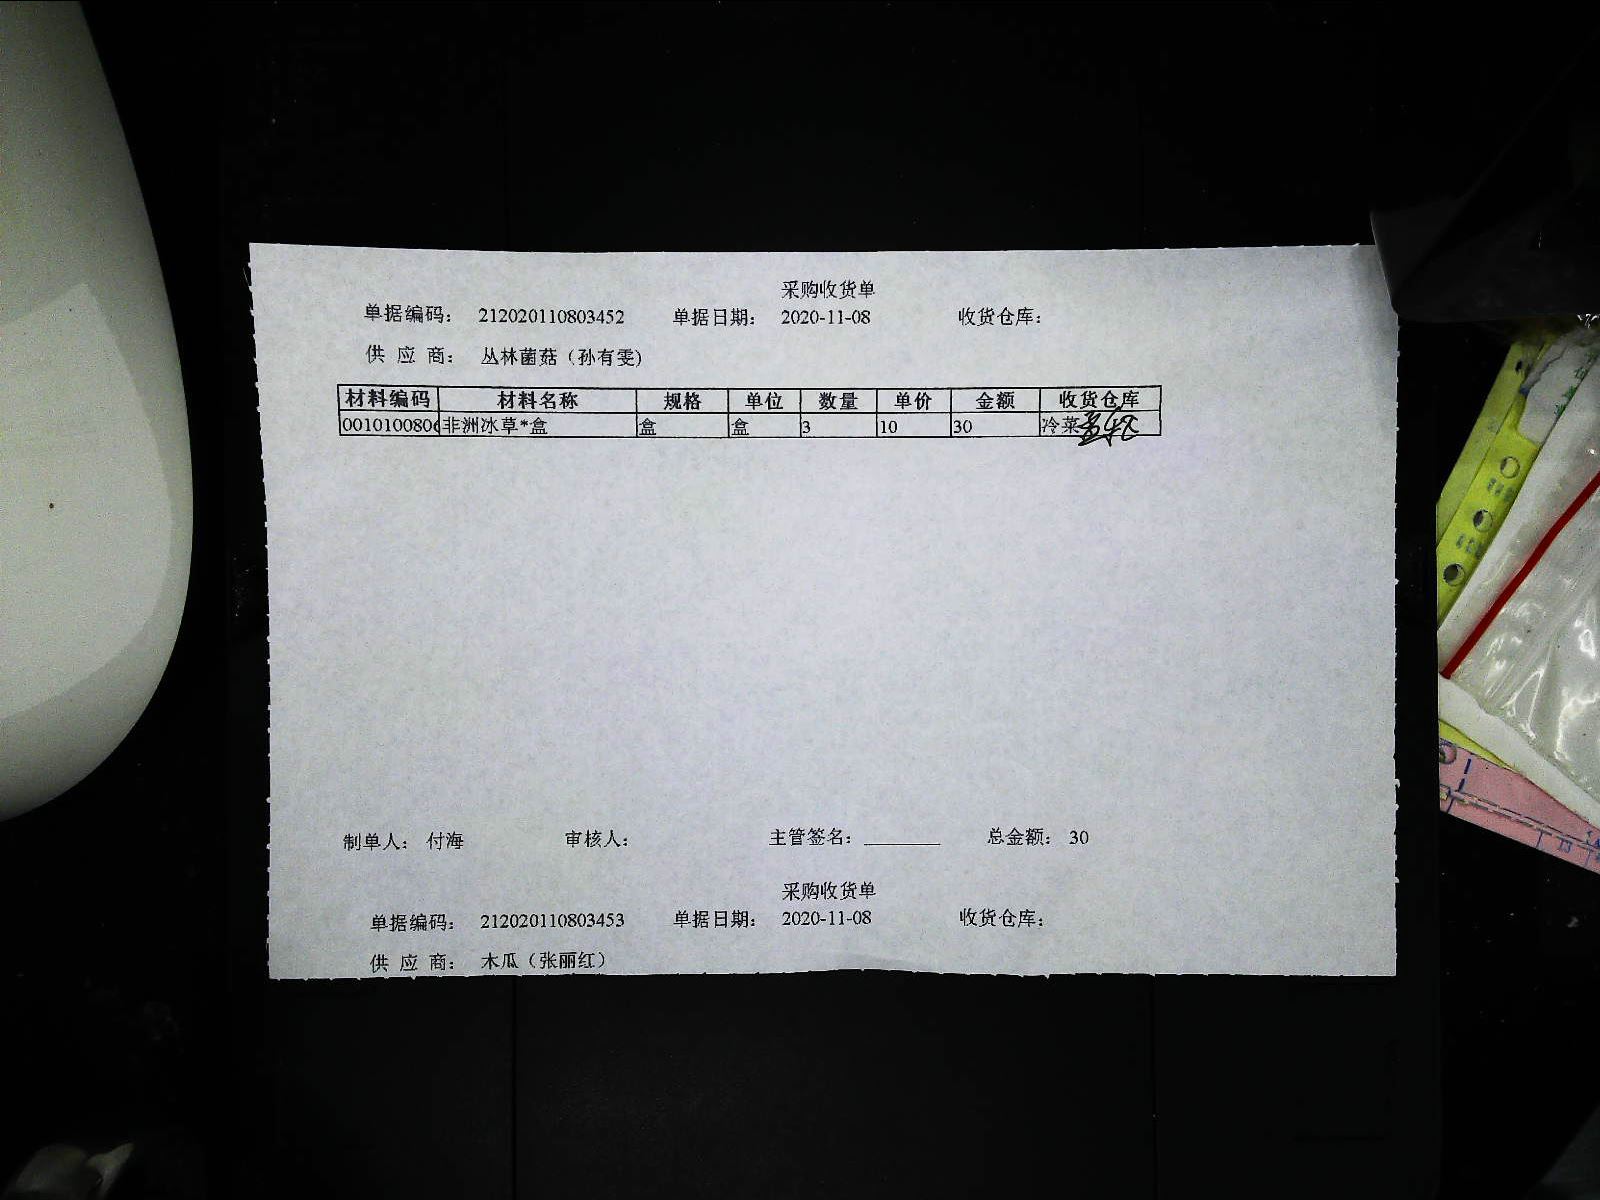 采购收货单
单据编码： 212020110803452 单据日期： 2020-11-08 收货仓库：
供 应 商： 丛林菌菇（孙有雯）
材料编码 材料名称 规格 单位 数量 单价 金额 收货仓库
001010080 非洲冰草*盒 盒 盒 3 10 30 冷菜
制单人： 付海 审核人： 主管签名：________ 总金额： 30
采购收货单
单据编码： 212020110803453 单据日期： 2020-11-08 收货仓库：
供 应 商： 木瓜（张丽红）